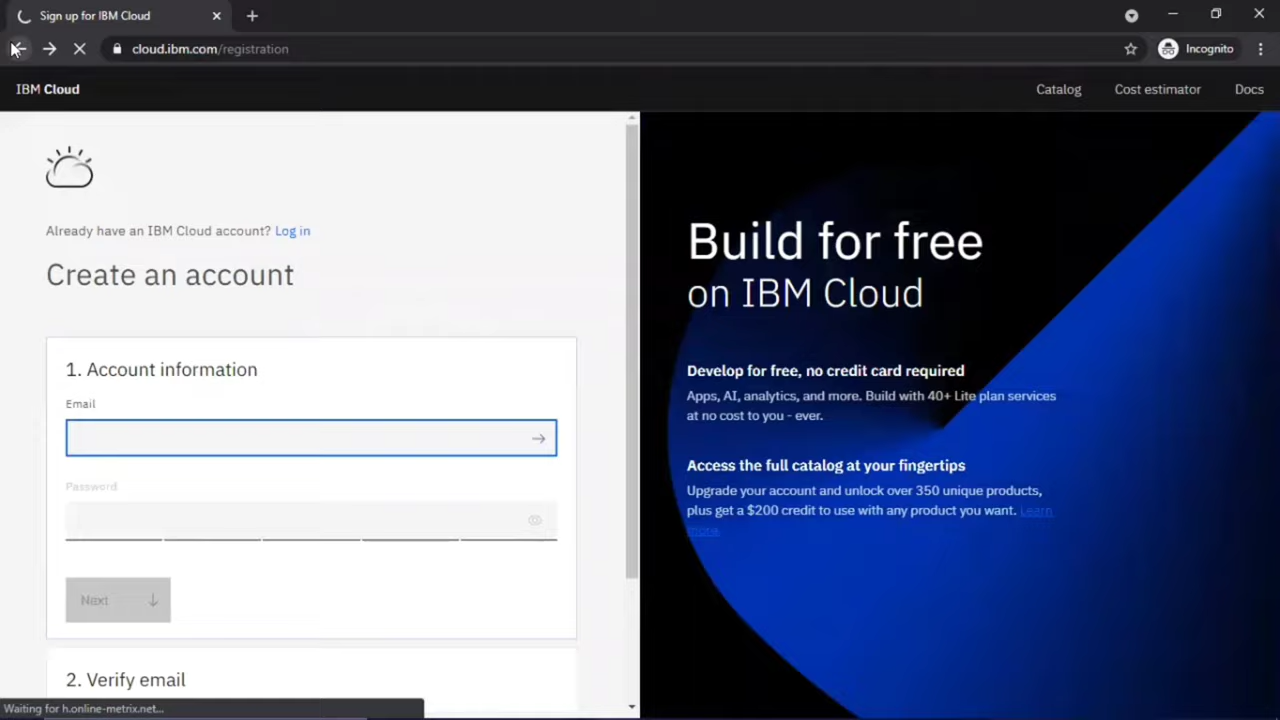 Sign up for IBM Cloud
cloud.ibm.com/registration
Incognito
IBM Cloud
Catalog
Cost estimator
Docs
Already have an IBM Cloud account? Log in
Create an account
1. Account information
Email
Password
Next
2. Verify email
Build for free
on IBM Cloud
Develop for free, no credit card required
Apps, AI, analytics, and more. Build with 40+ Lite plan services
at no cost to you - ever.
Access the full catalog at your fingertips
Upgrade your account and unlock over 350 unique products,
plus get a $200 credit to use with any product you want. Learn
more.
Waiting for h.online-metrix.net...